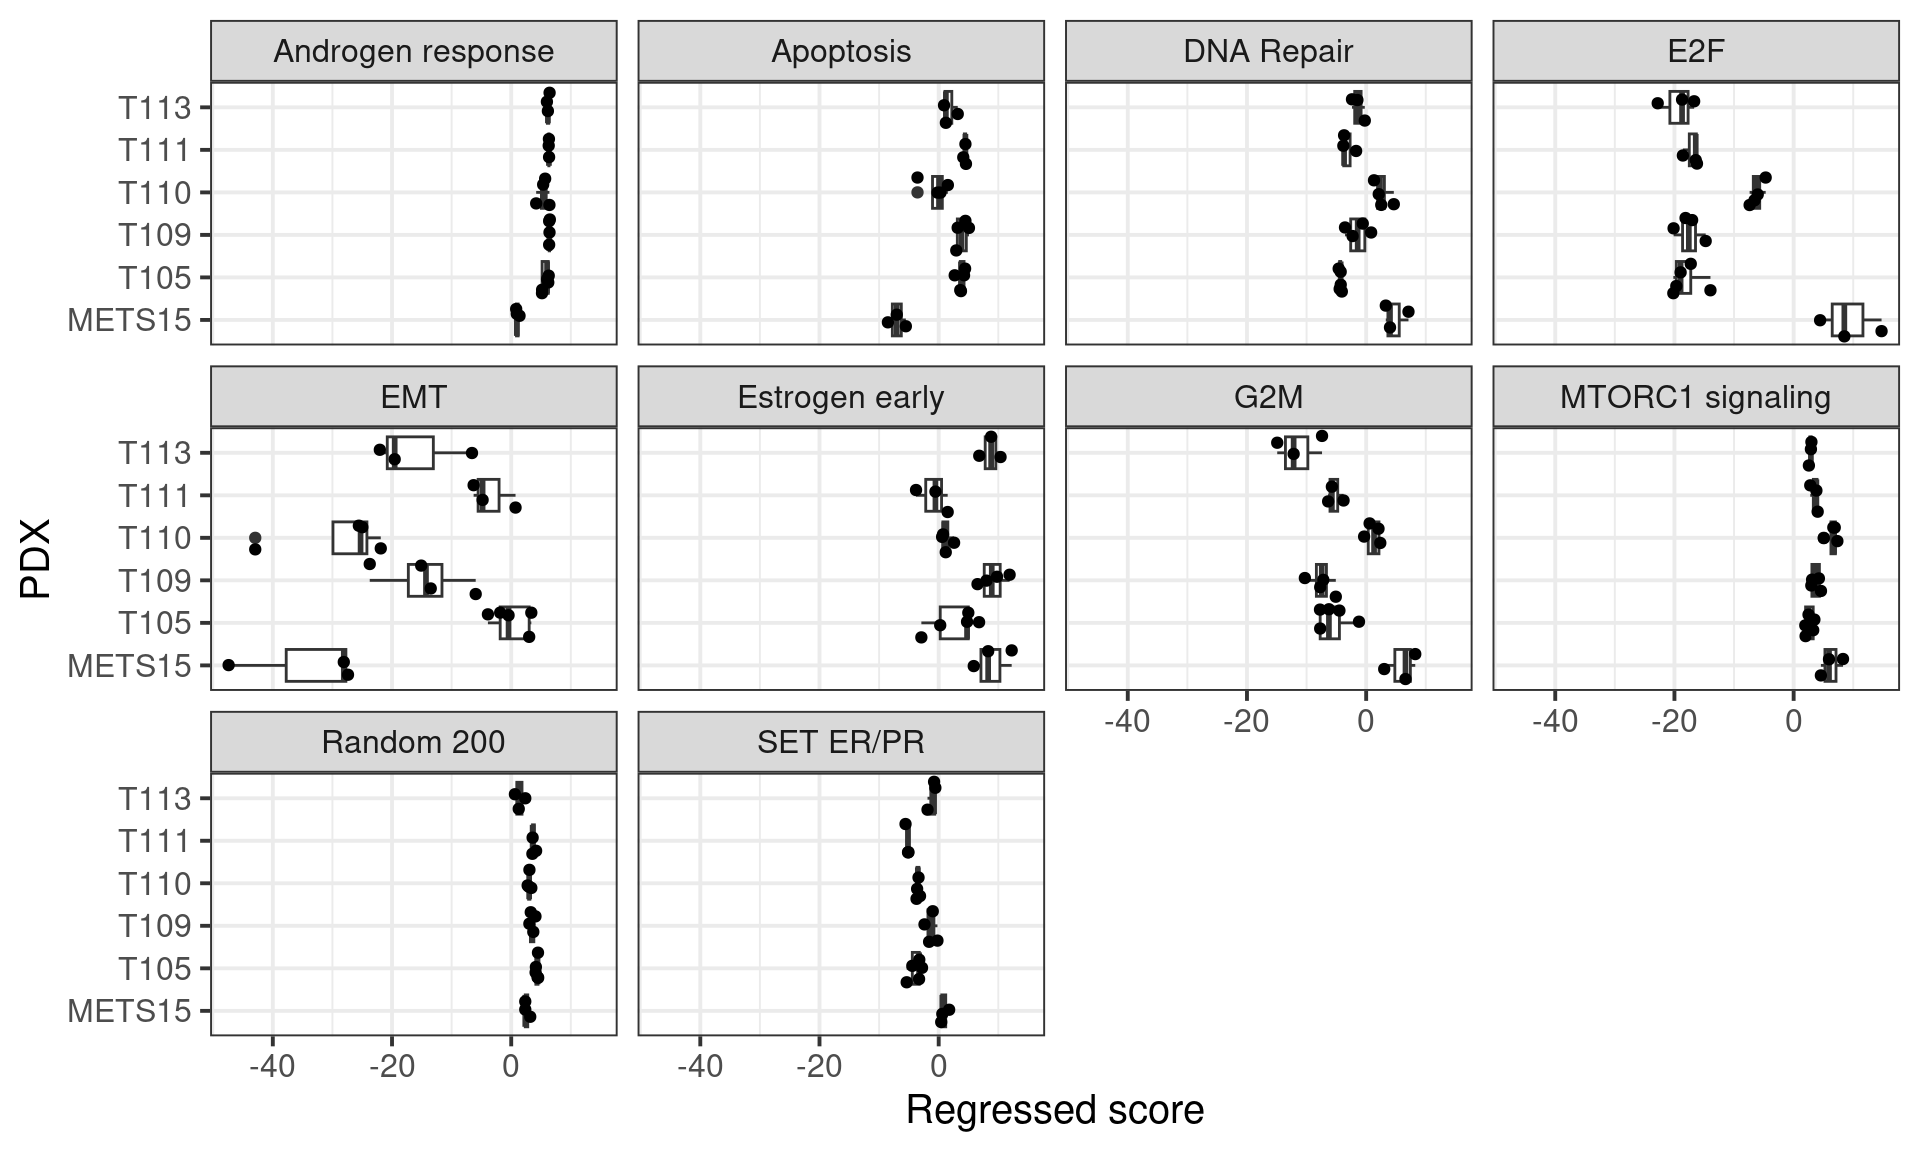 Androgen response Apoptosis DNA Repair E2F
T113
T111
T110
T109
T105
METS15
EMT Estrogen early G2M MTORC1 signaling
T113
T111
T110
T109
T105
METS15
-40 -20 0 -40 -20 0
Random 200 SET ER/PR
T113
T111
T110
T109
T105
METS15
-40 -20 0 -40 -20 0
Regressed score
PDX